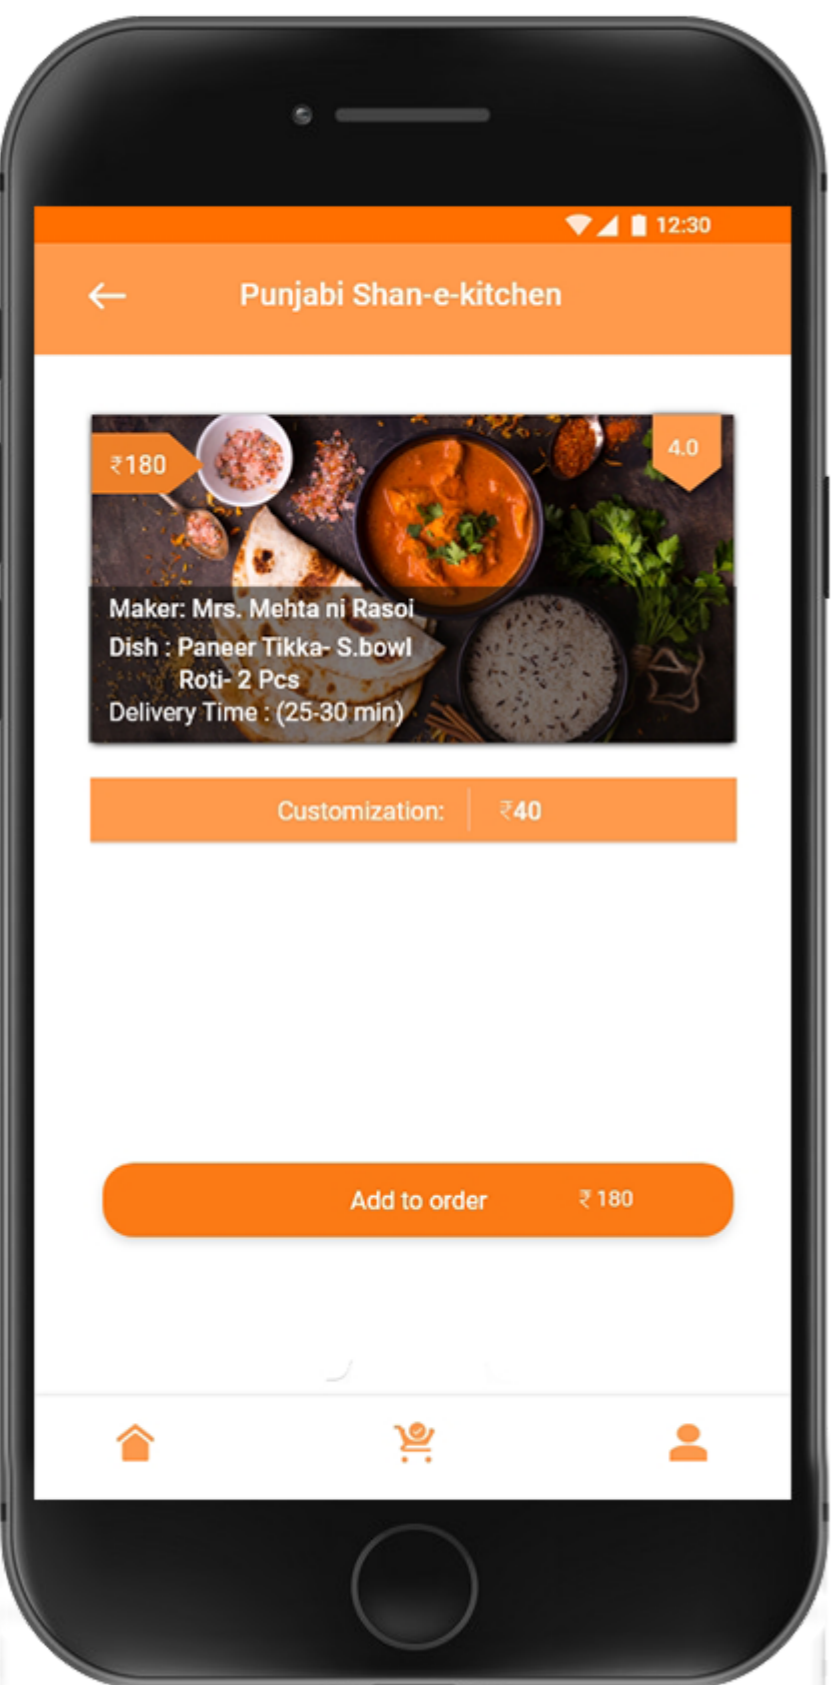 12:30
Punjabi Shan-e-kitchen
₹180
4.0
Maker: Mrs. Mehta ni Rasoi
Dish : Paneer Tikka- S.bowl
Roti- 2 Pcs
Delivery Time : (25-30 min)
Customization: ₹40
Add to order ₹ 180